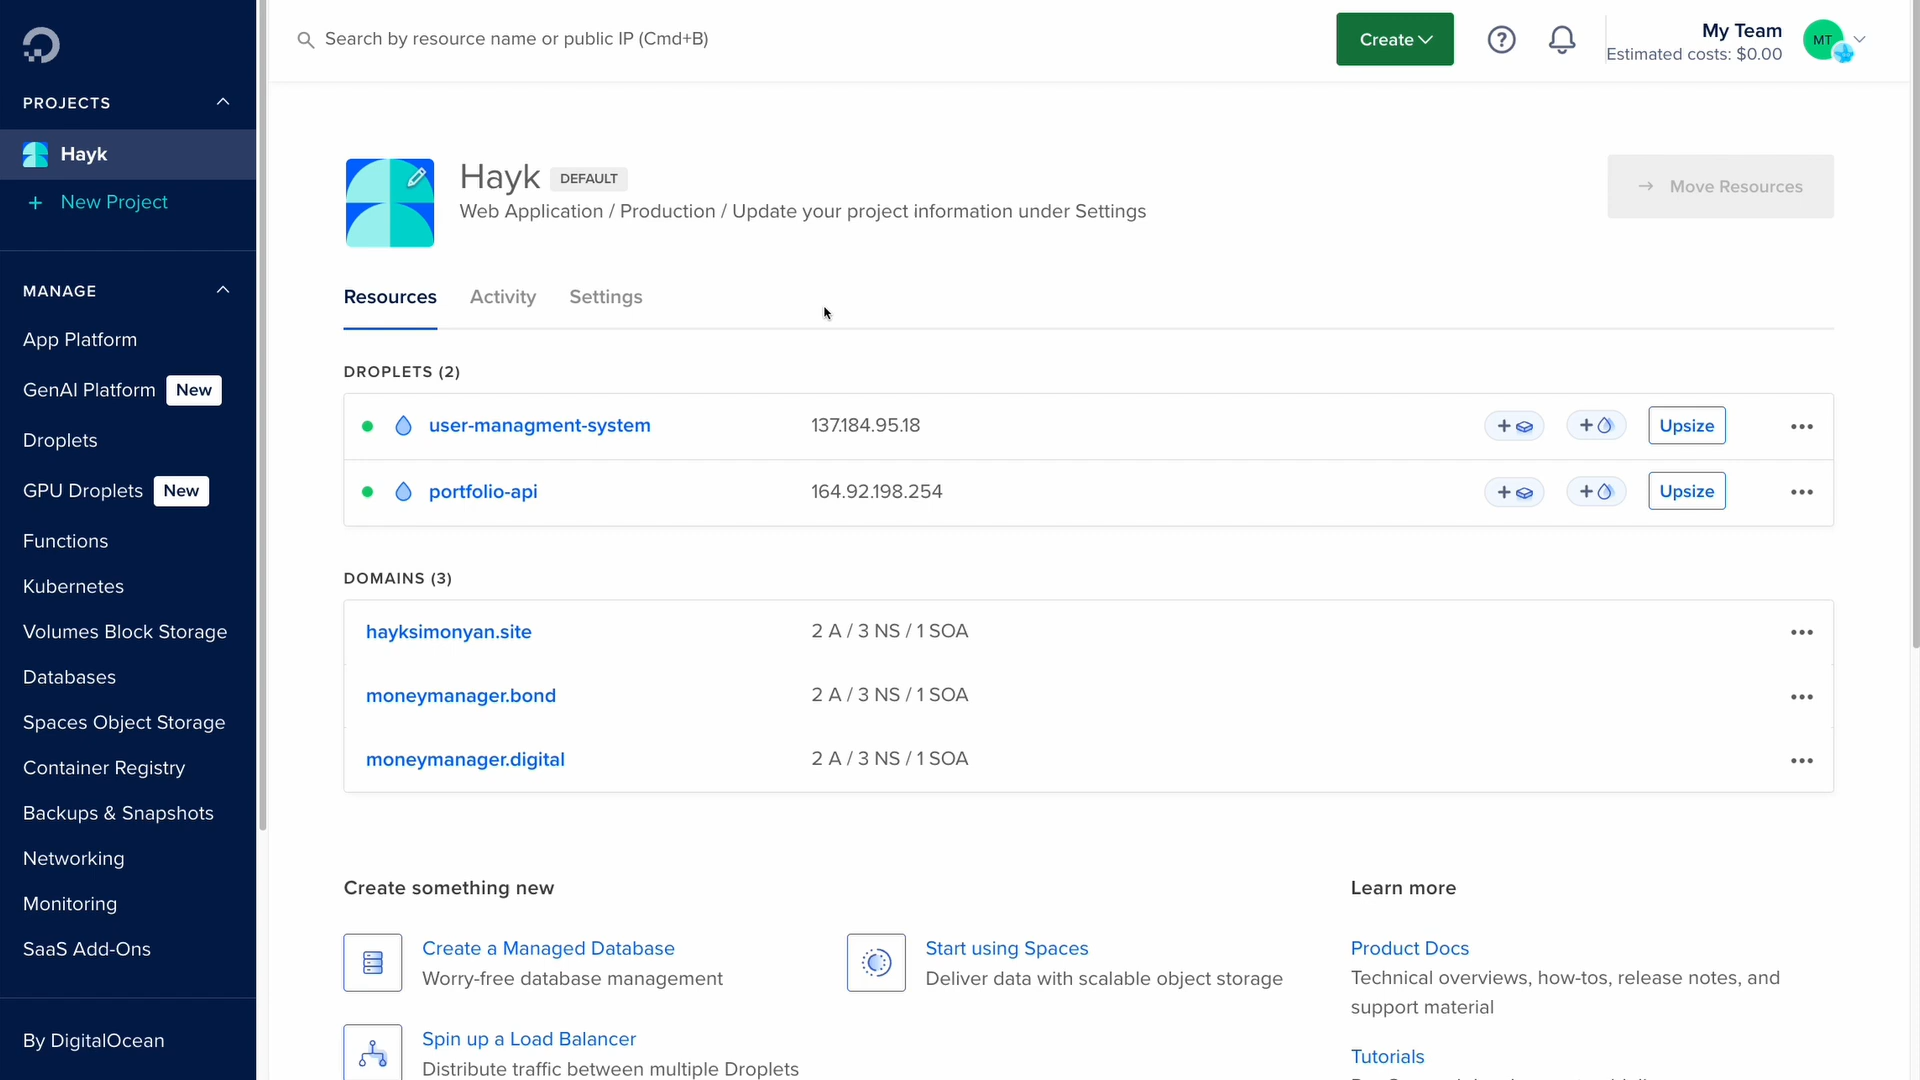 PROJECTS
Hayk
+ New Project
MANAGE
App Platform
GenAI Platform New
Droplets
GPU Droplets New
Functions
Kubernetes
Volumes Block Storage
Databases
Spaces Object Storage
Container Registry
Backups & Snapshots
Networking
Monitoring
SaaS Add-Ons
By DigitalOcean
Search by resource name or public IP (Cmd+B)
Create
My Team
Estimated costs: $0.00
MT
Hayk DEFAULT
Web Application / Production / Update your project information under Settings
→ Move Resources
Resources Activity Settings
DROPLETS (2)
user-managment-system 137.184.95.18 + + Upsize
portfolio-api 164.92.198.254 + + Upsize
DOMAINS (3)
hayksimonyan.site 2 A / 3 NS / 1 SOA
moneymanager.bond 2 A / 3 NS / 1 SOA
moneymanager.digital 2 A / 3 NS / 1 SOA
Create something new
Create a Managed Database
Worry-free database management
Start using Spaces
Deliver data with scalable object storage
Spin up a Load Balancer
Distribute traffic between multiple Droplets
Learn more
Product Docs
Technical overviews, how-tos, release notes, and
support material
Tutorials